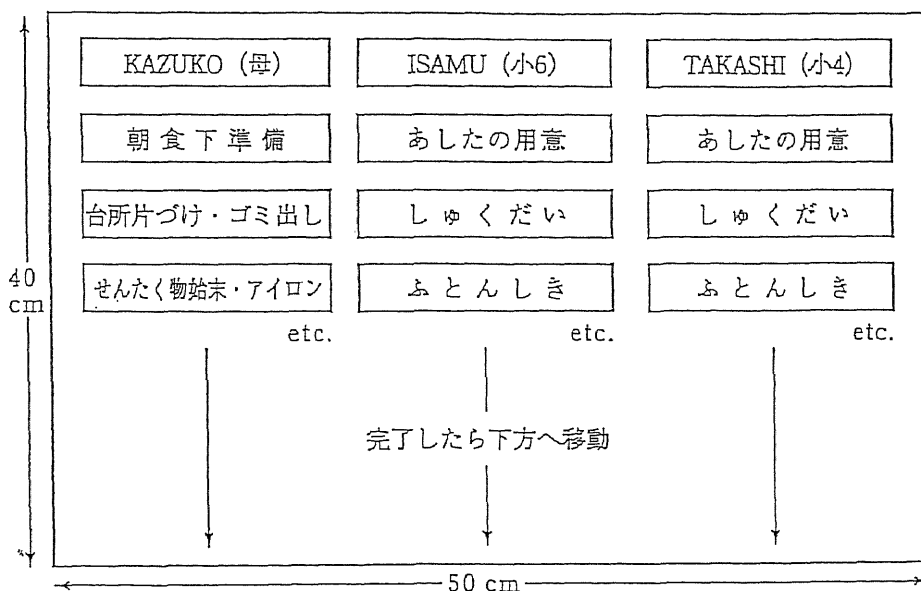 KAZUKO (母)
ISAMU (小6)
TAKASHI (小4)
朝食下準備
あしたの用意
あしたの用意
台所片づけ・ゴミ出し
しゅくだい
しゅくだい
せんたく物始末・アイロン
ふとんしき
ふとんしき
etc.
etc.
etc.
40
cm
完了したら下方へ移動
50 cm